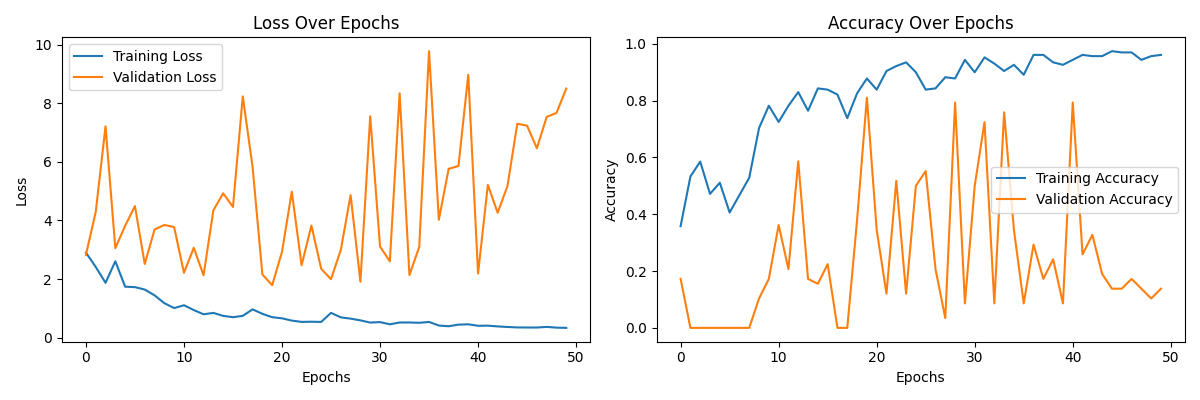 Loss Over Epochs
Training Loss
Validation Loss
10
8
6
4
2
0
Loss
0 10 20 30 40 50
Epochs
Accuracy Over Epochs
1.0
0.8
0.6
0.4
0.2
0.0
Accuracy
Training Accuracy
Validation Accuracy
0 10 20 30 40 50
Epochs